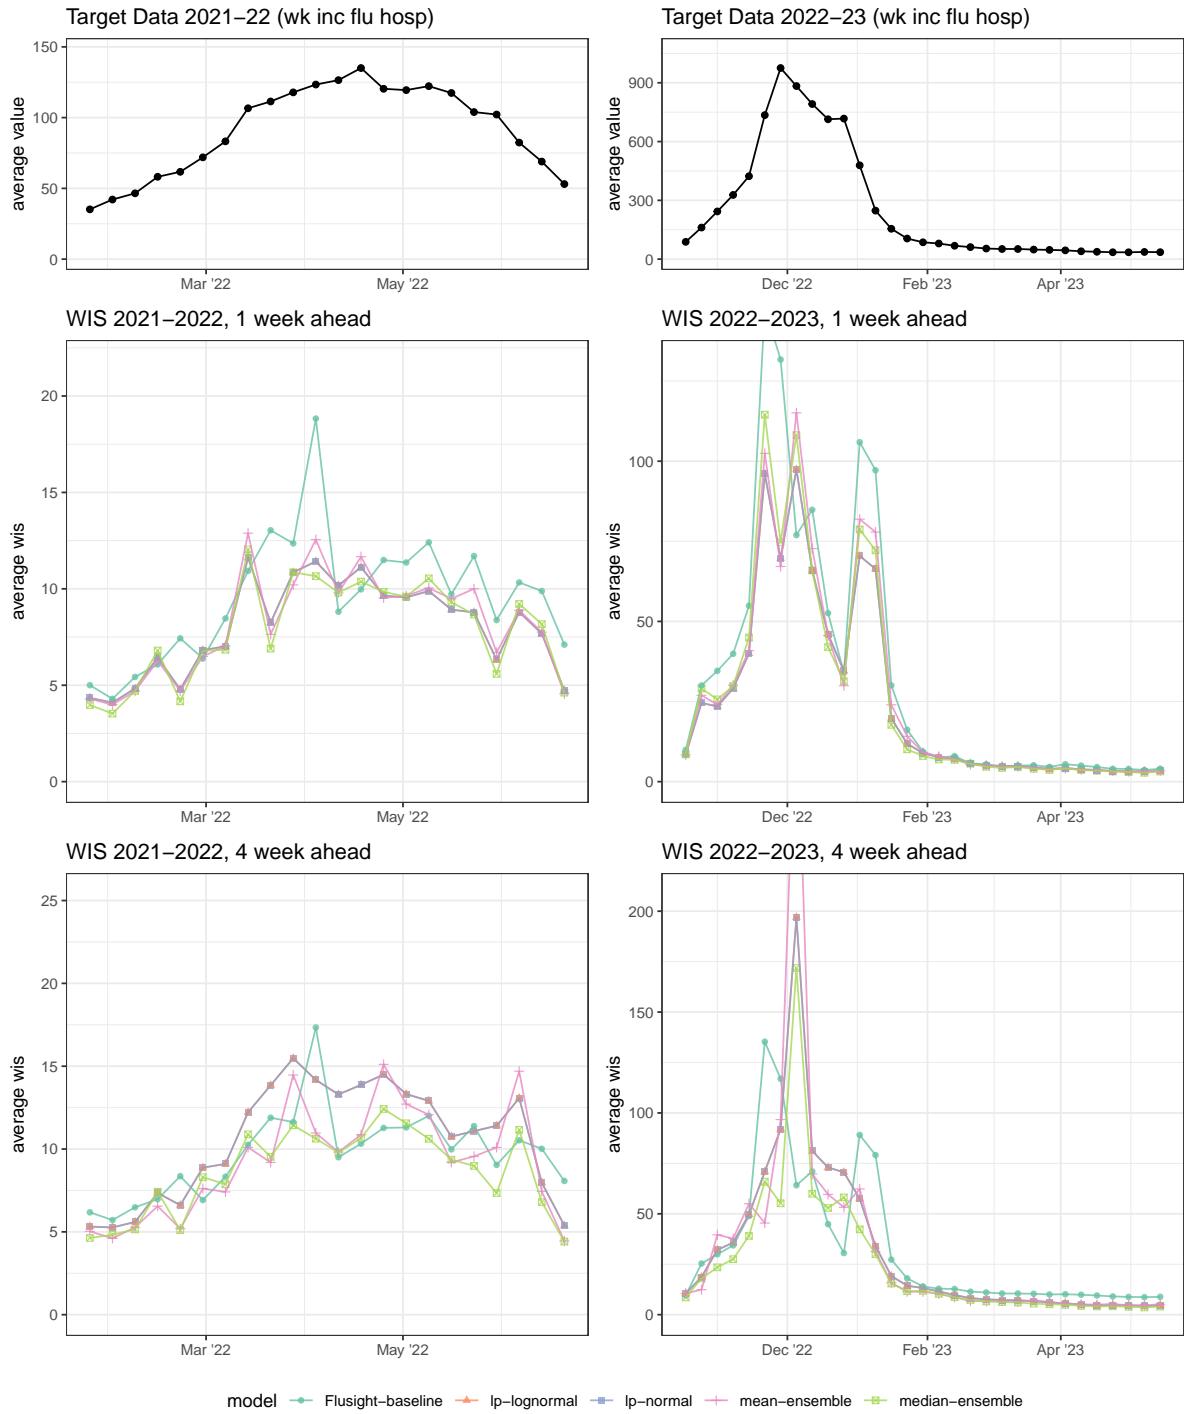 Target Data 2021−22 (wk inc flu hosp)
Target Data 2022−23 (wk inc flu hosp)
average value
150
100
50
0
Mar '22
May '22
average value
900
600
300
0
Dec '22
Feb '23
Apr '23
WIS 2021−2022, 1 week ahead
WIS 2022−2023, 1 week ahead
average wis
20
15
10
5
0
Mar '22
May '22
average wis
100
50
0
Dec '22
Feb '23
Apr '23
WIS 2021−2022, 4 week ahead
WIS 2022−2023, 4 week ahead
average wis
25
20
15
10
5
0
Mar '22
May '22
average wis
200
150
100
50
0
Dec '22
Feb '23
Apr '23
model Flusight−baseline lp−lognormal lp−normal mean−ensemble median−ensemble